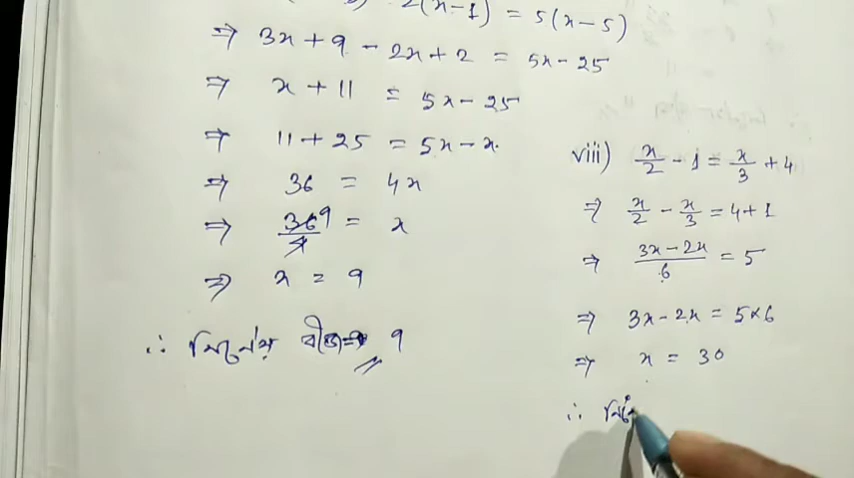 2(x-1) = 5(x-5)
⇒ 3x + 9 - 2x + 2 = 5x - 25
⇒ x + 11 = 5x - 25
⇒ 11 + 25 = 5x - x
⇒ 36 = 4x
⇒ 36/4 9 = x
⇒ x = 9
∴ নির্ণেয় বীজ = 9
viii) x/2 - 1 = x/3 + 4
⇒ x/2 - x/3 = 4+1
⇒ (3x - 2x)/6 = 5
⇒ 3x - 2x = 5×6
⇒ x = 30
∴